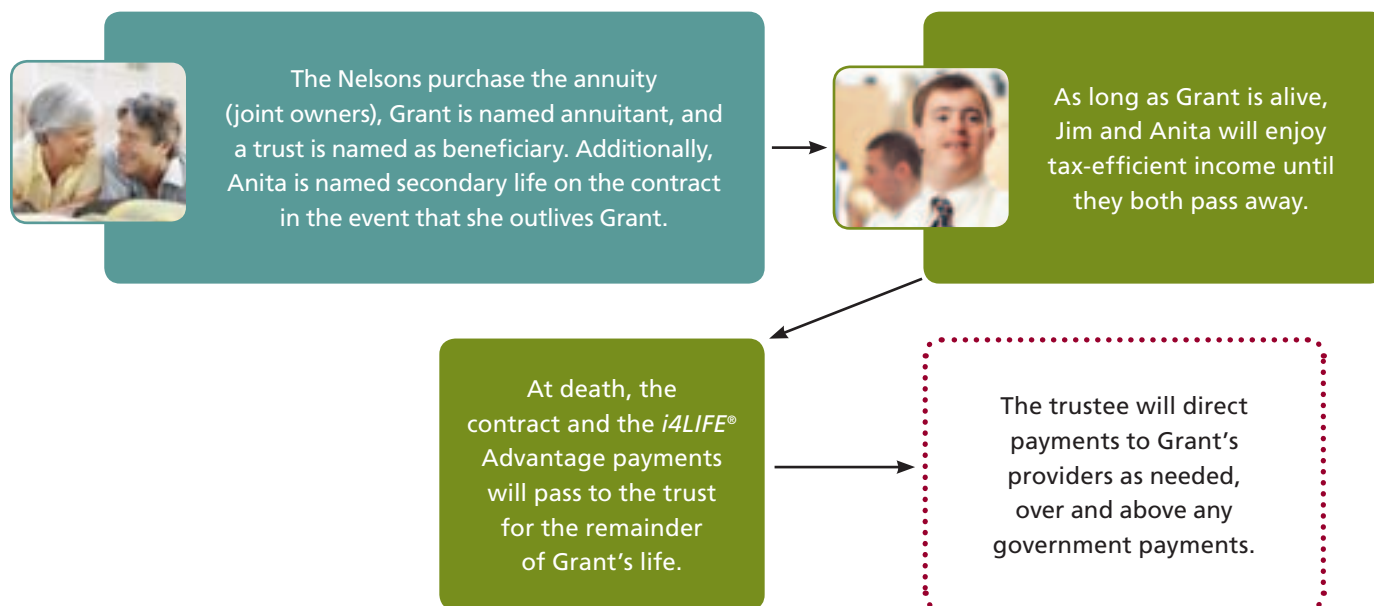 The Nelsons purchase the annuity
(joint owners), Grant is named annuitant, and
a trust is named as beneficiary. Additionally,
Anita is named secondary life on the contract
in the event that she outlives Grant.
As long as Grant is alive,
Jim and Anita will enjoy
tax-efficient income until
they both pass away.
At death, the
contract and the i4LIFE®
Advantage payments
will pass to the trust
for the remainder
of Grant’s life.
The trustee will direct
payments to Grant’s
providers as needed,
over and above any
government payments.